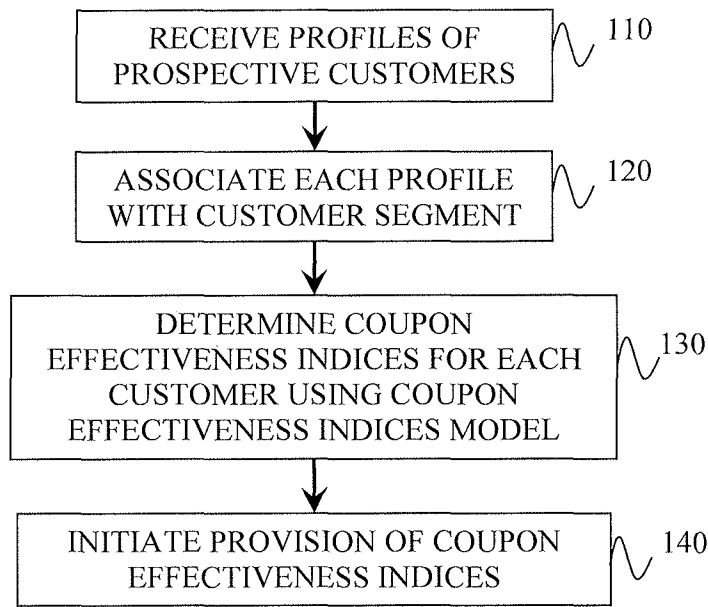 RECEIVE PROFILES OF
PROSPECTIVE CUSTOMERS
110
ASSOCIATE EACH PROFILE
WITH CUSTOMER SEGMENT
120
DETERMINE COUPON
EFFECTIVENESS INDICES FOR EACH
CUSTOMER USING COUPON
EFFECTIVENESS INDICES MODEL
130
INITIATE PROVISION OF COUPON
EFFECTIVENESS INDICES
140